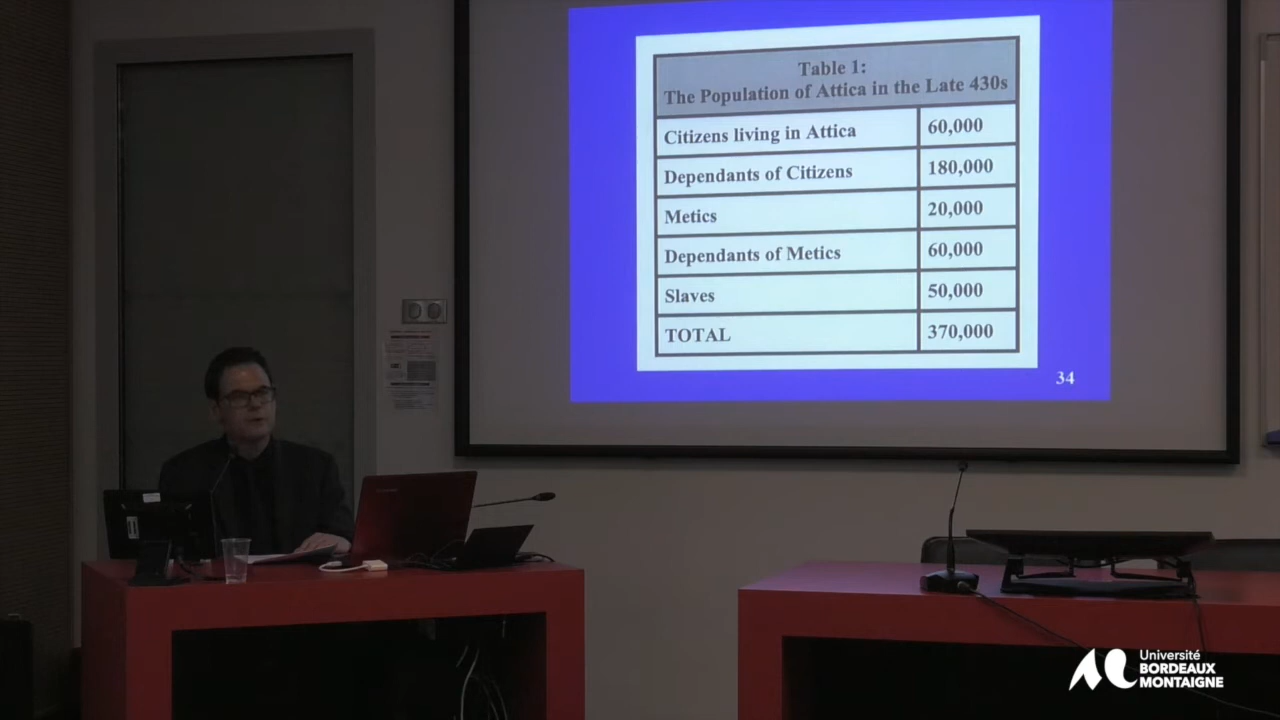 Table 1:
The Population of Attica in the Late 430s
Citizens living in Attica 60,000
Dependants of Citizens 180,000
Metics 20,000
Dependants of Metics 60,000
Slaves 50,000
TOTAL 370,000
34
Université
BORDEAUX
MONTAIGNE